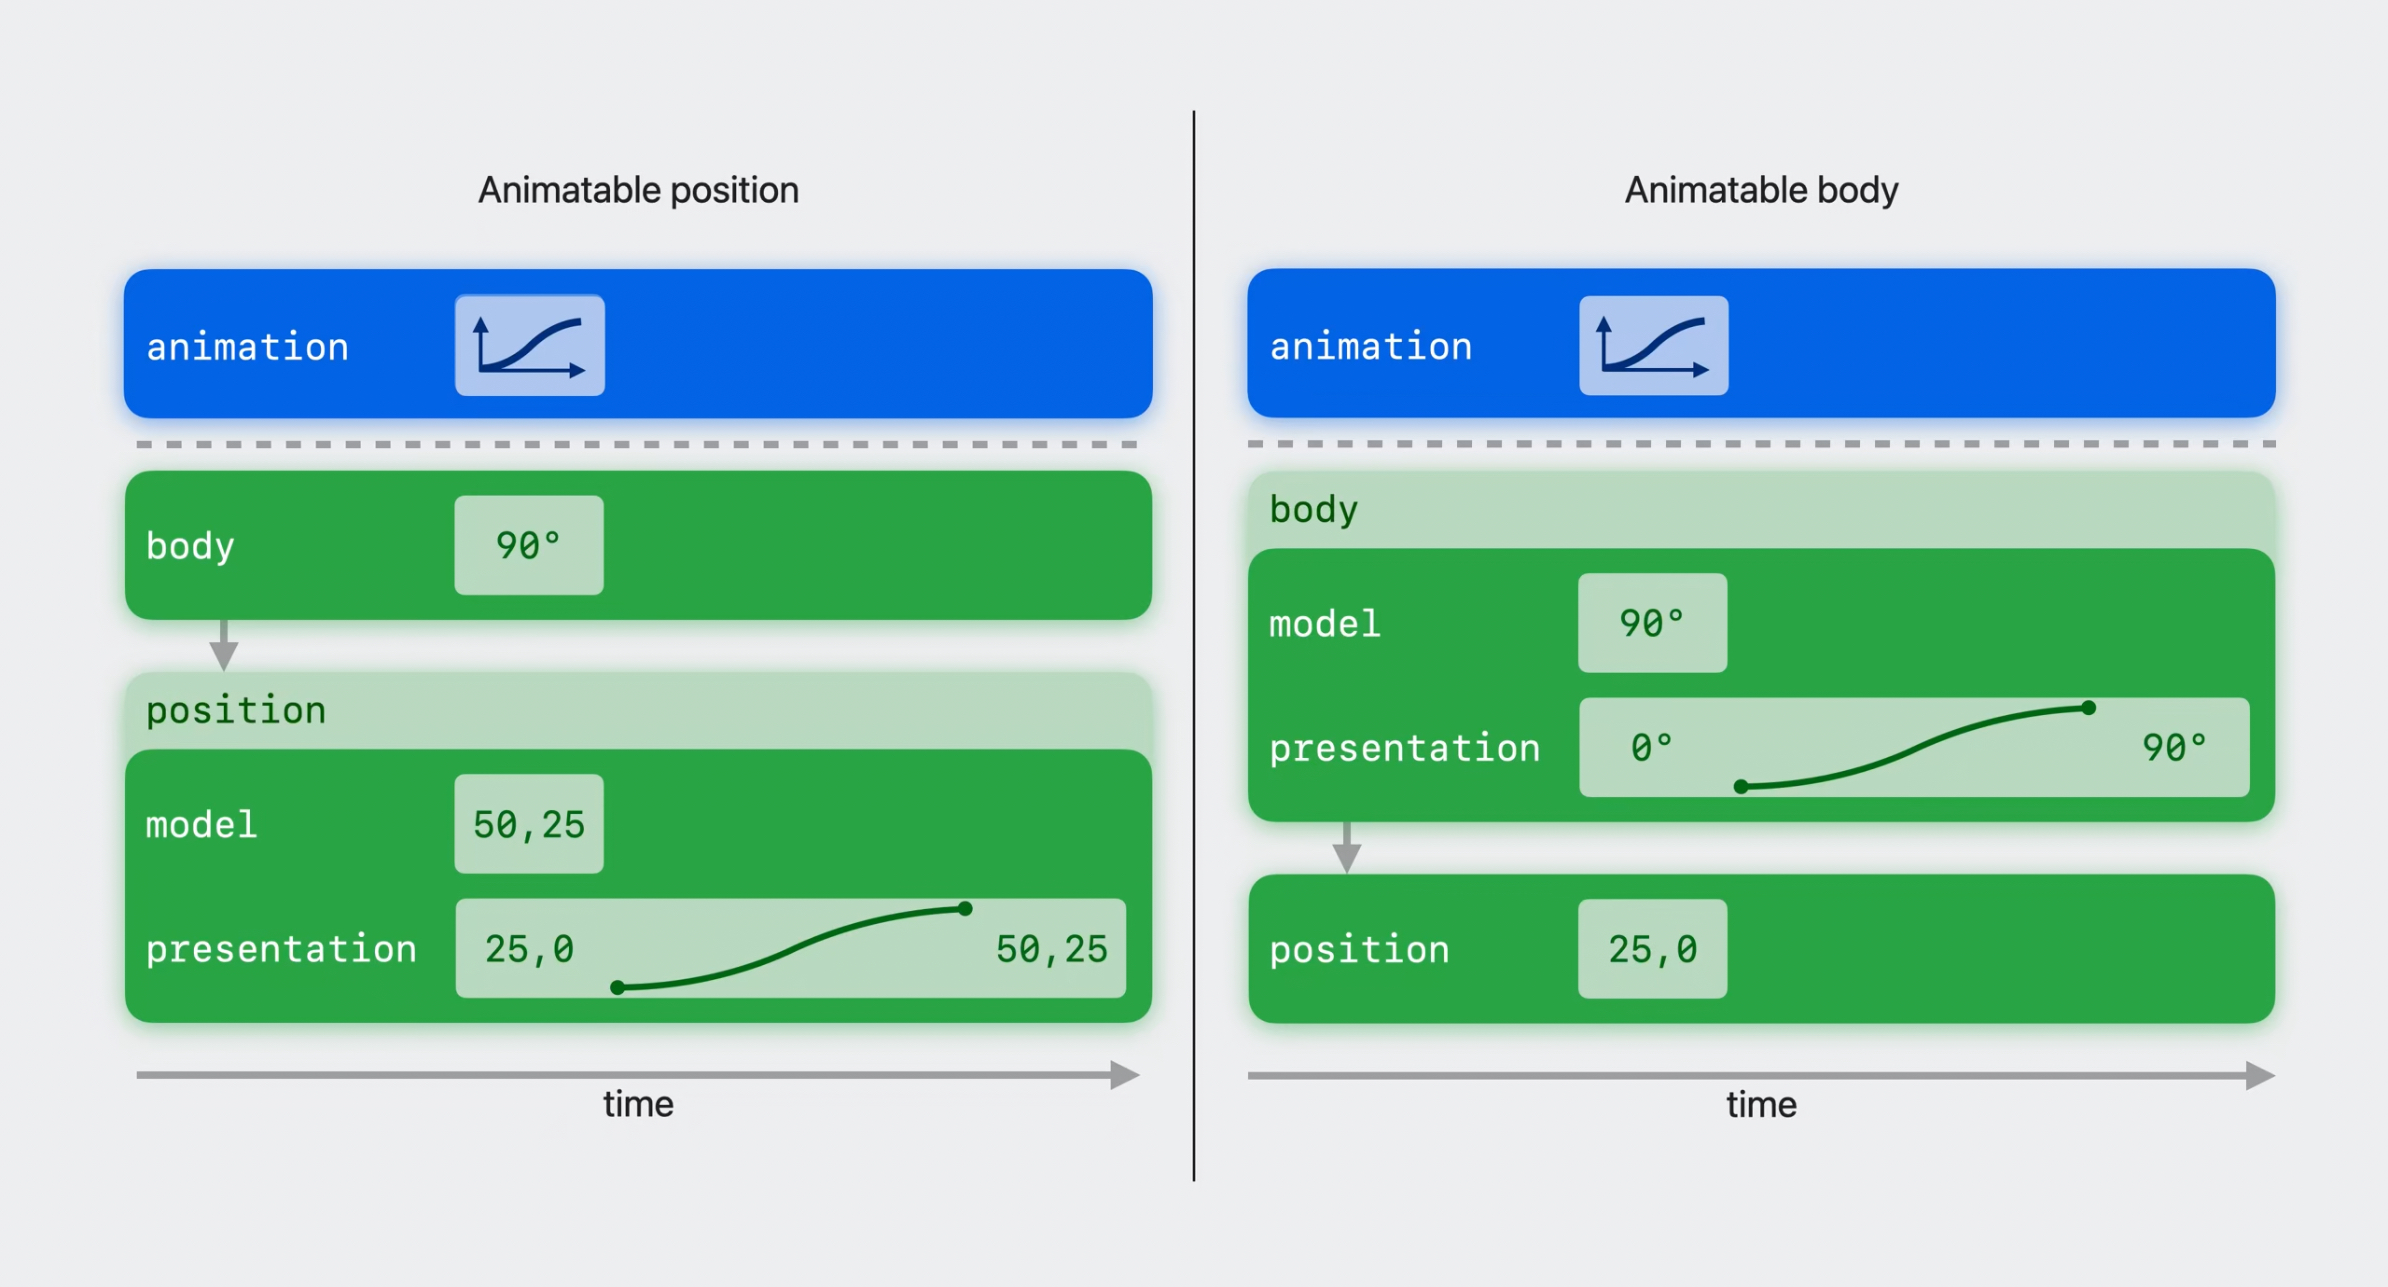 Animatable position
animation
body
90°
position
model
50,25
presentation
25,0
50,25
time
Animatable body
animation
body
model
90°
presentation
0°
90°
position
25,0
time